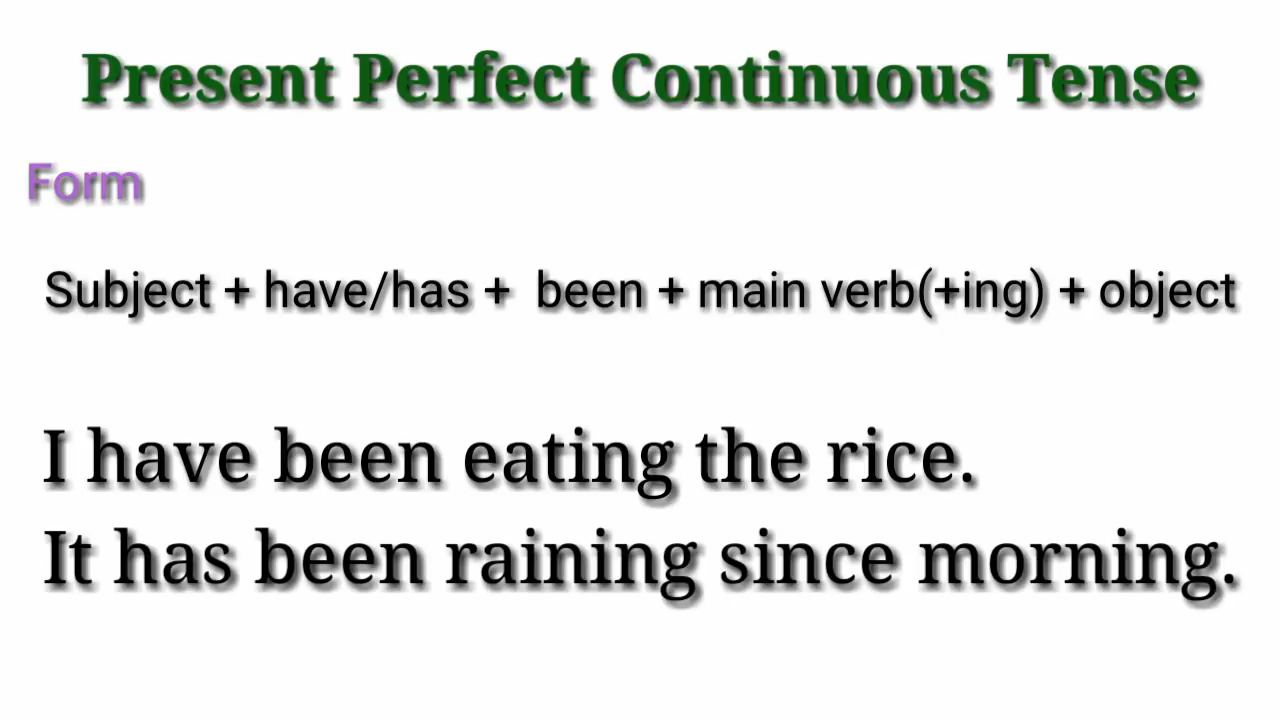 Present Perfect Continuous Tense
Form
Subject + have/has + been + main verb(+ing) + object
I have been eating the rice.
It has been raining since morning.